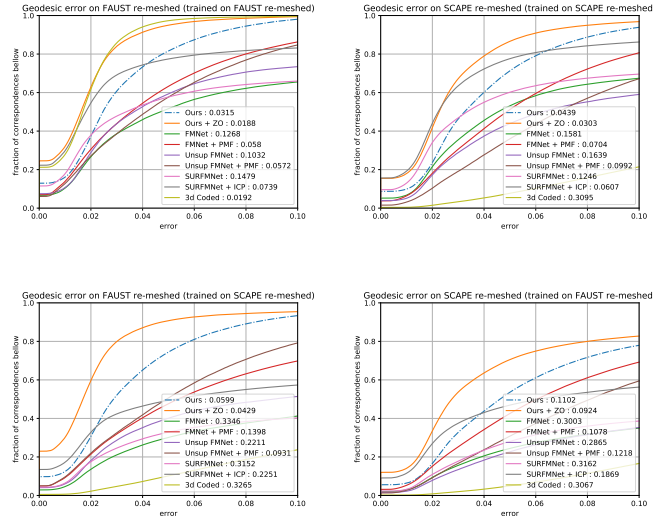 Geodesic error on FAUST re-meshed (trained on FAUST re-meshed)
1.0
0.8
0.6
0.4
0.2
0.0
fraction of correspondences bellow
Ours : 0.0315
Ours + ZO : 0.0188
FMNet : 0.1268
FMNet + PMF : 0.058
Unsup FMNet : 0.1032
Unsup FMNet + PMF : 0.0572
SURFMNet : 0.1479
SURFMNet + ICP : 0.0739
3d Coded : 0.0192
0.00 0.02 0.04 0.06 0.08 0.10
error
Geodesic error on SCAPE re-meshed (trained on SCAPE re-meshed)
1.0
0.8
0.6
0.4
0.2
0.0
fraction of correspondences bellow
Ours : 0.0439
Ours + ZO : 0.0303
FMNet : 0.1581
FMNet + PMF : 0.0704
Unsup FMNet : 0.1639
Unsup FMNet + PMF : 0.0992
SURFMNet : 0.1246
SURFMNet + ICP : 0.0607
3d Coded : 0.3095
0.00 0.02 0.04 0.06 0.08 0.10
error
Geodesic error on FAUST re-meshed (trained on SCAPE re-meshed)
1.0
0.8
0.6
0.4
0.2
0.0
fraction of correspondences bellow
Ours : 0.0599
Ours + ZO : 0.0429
FMNet : 0.3346
FMNet + PMF : 0.1398
Unsup FMNet : 0.2211
Unsup FMNet + PMF : 0.0931
SURFMNet : 0.3152
SURFMNet + ICP : 0.2251
3d Coded : 0.3265
0.00 0.02 0.04 0.06 0.08 0.10
error
Geodesic error on SCAPE re-meshed (trained on FAUST re-meshed
1.0
0.8
0.6
0.4
0.2
0.0
fraction of correspondences bellow
Ours : 0.1102
Ours + ZO : 0.0924
FMNet : 0.3003
FMNet + PMF : 0.1078
Unsup FMNet : 0.2865
Unsup FMNet + PMF : 0.1218
SURFMNet : 0.3162
SURFMNet + ICP : 0.1869
3d Coded : 0.3067
0.00 0.02 0.04 0.06 0.08 0.10
error